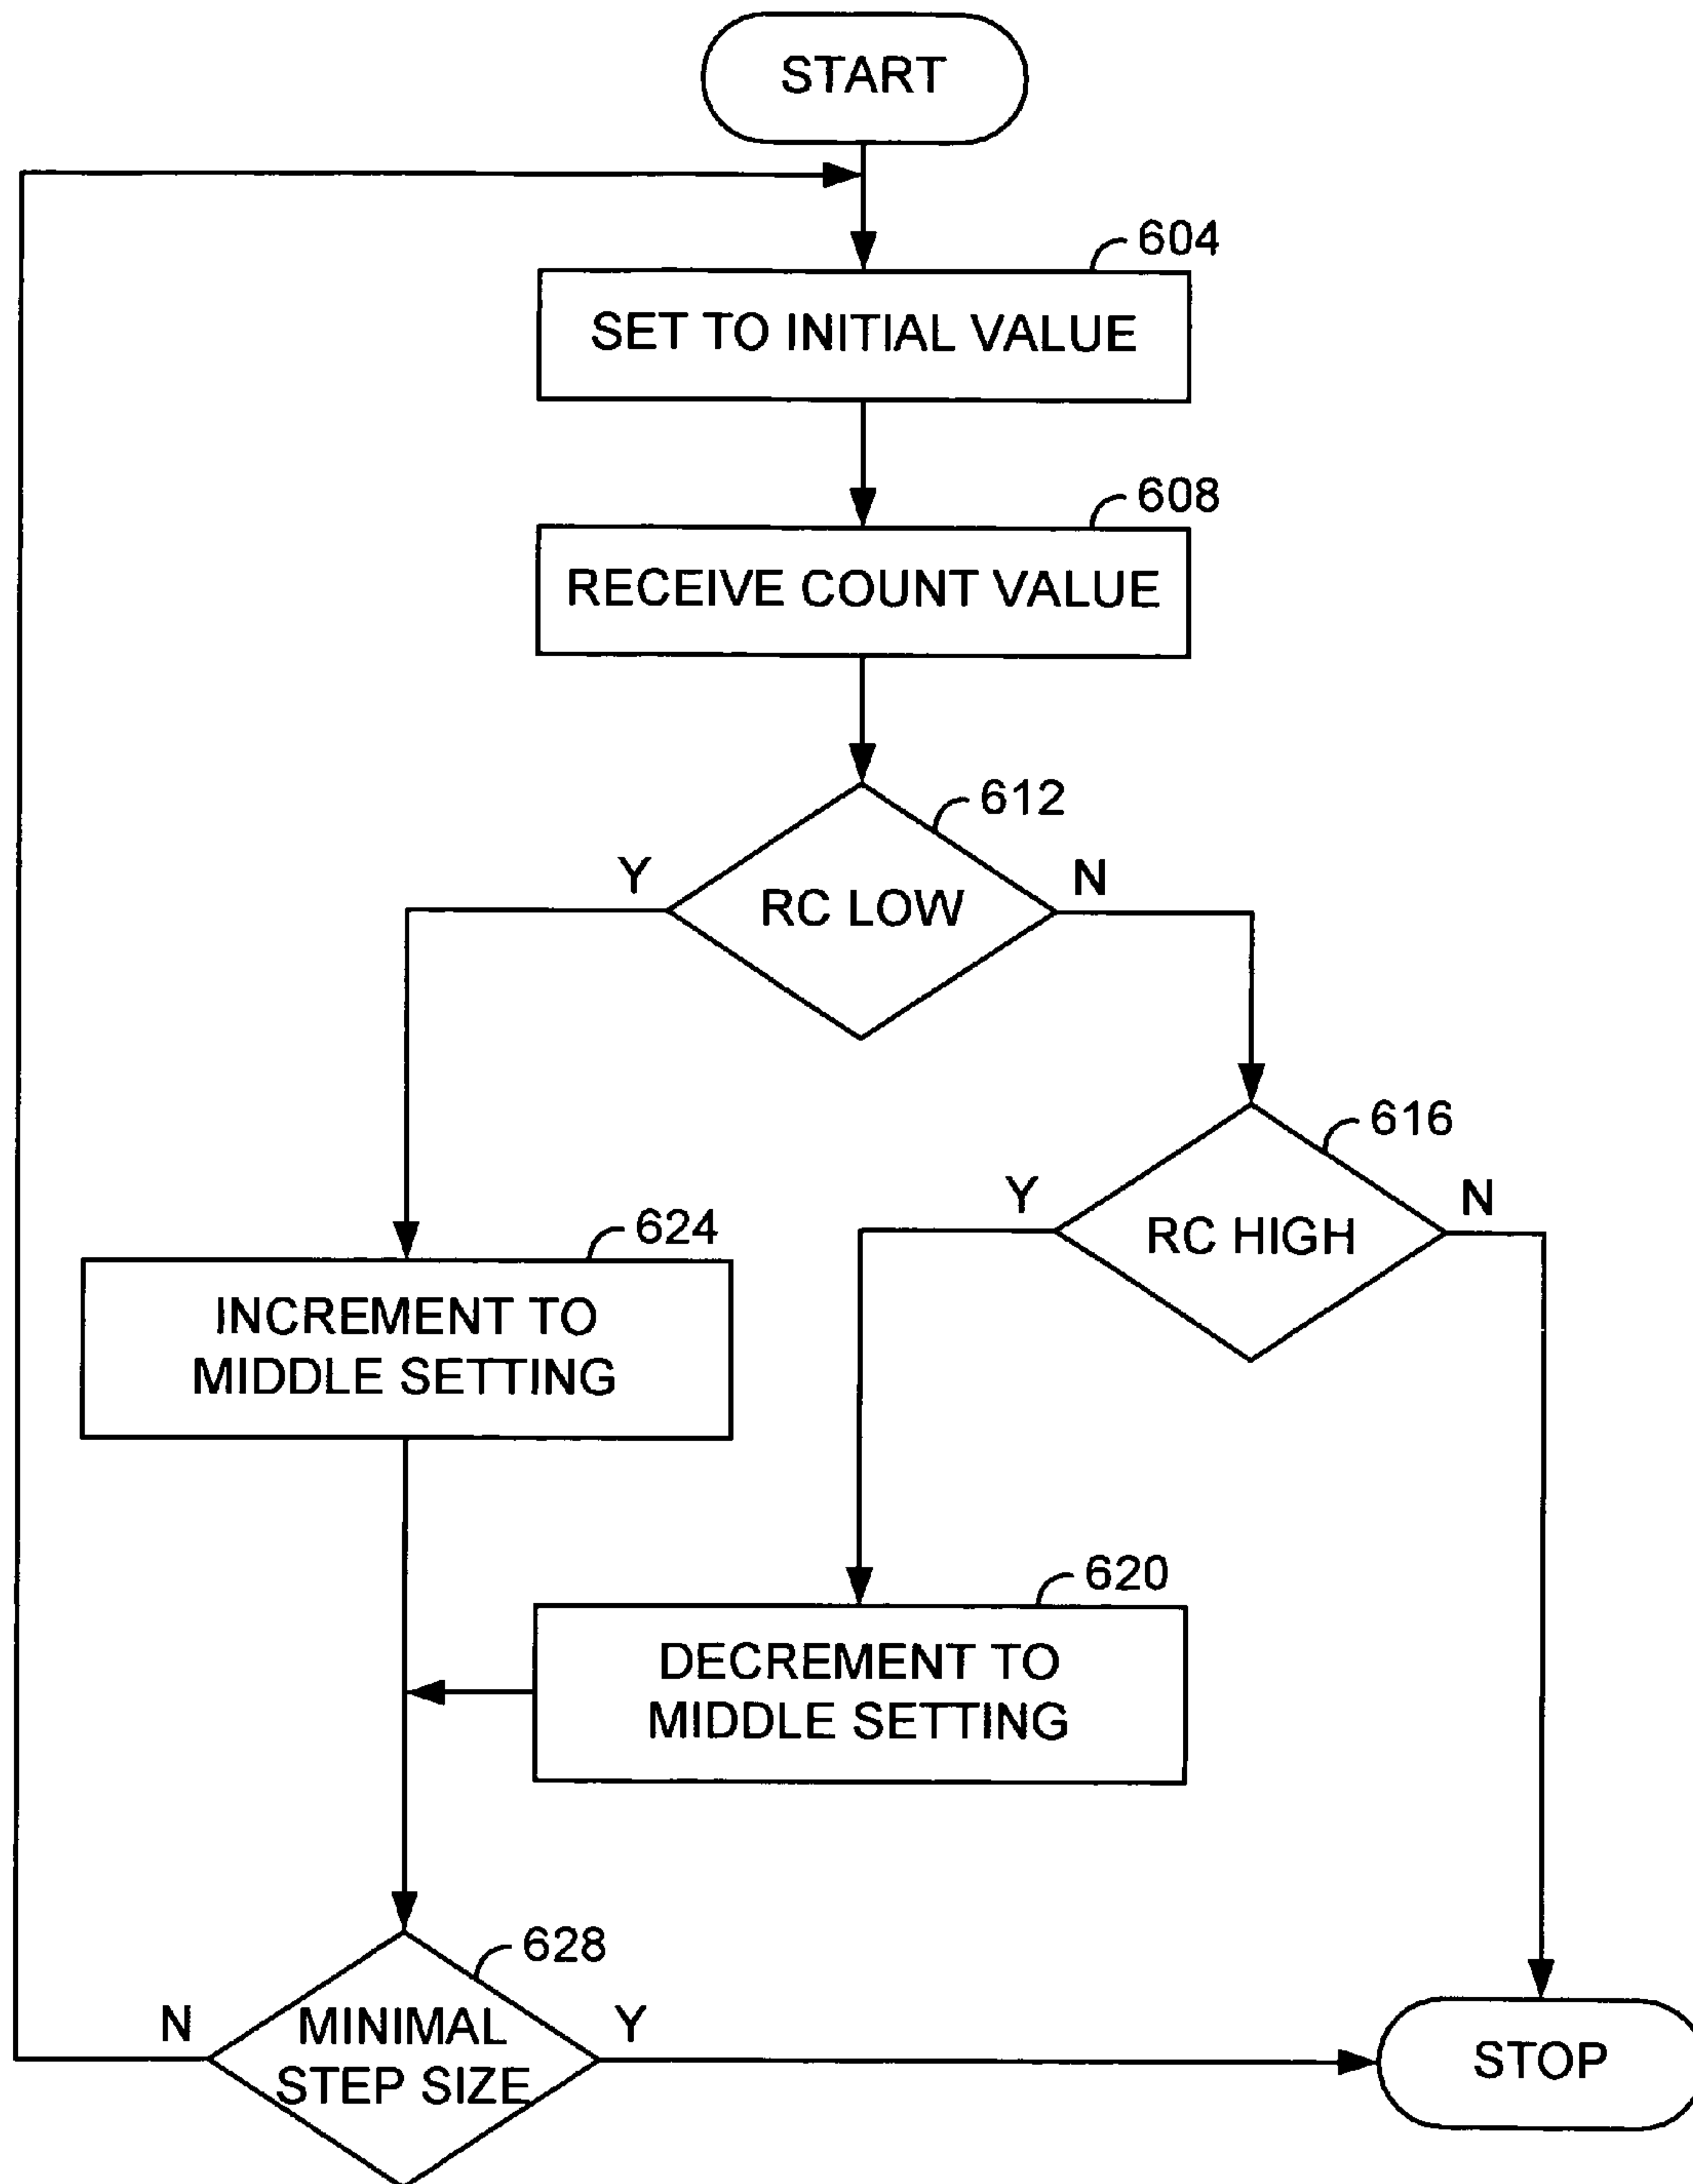 START
604
SET TO INITIAL VALUE
608
RECEIVE COUNT VALUE
612
Y
RC LOW
N
616
Y
RC HIGH
N
624
INCREMENT TO
MIDDLE SETTING
620
DECREMENT TO
MIDDLE SETTING
628
N
MINIMAL
STEP SIZE
Y
STOP